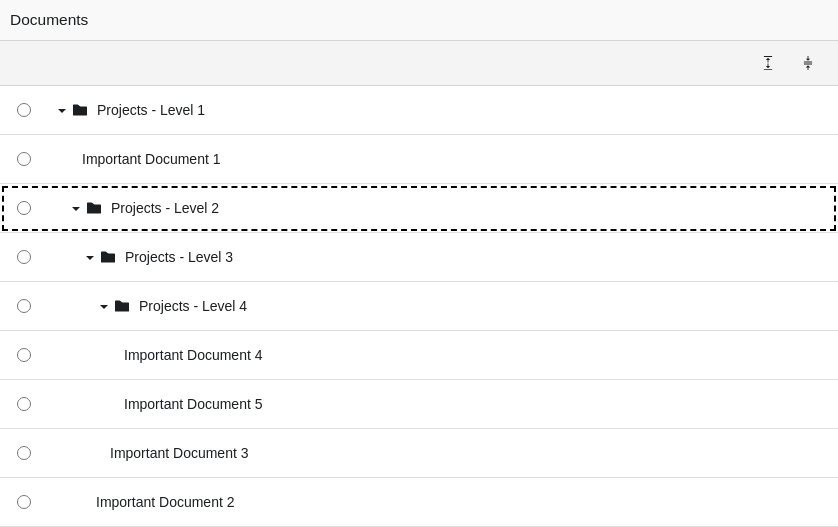 Documents
Projects - Level 1
Important Document 1
Projects - Level 2
Projects - Level 3
Projects - Level 4
Important Document 4
Important Document 5
Important Document 3
Important Document 2